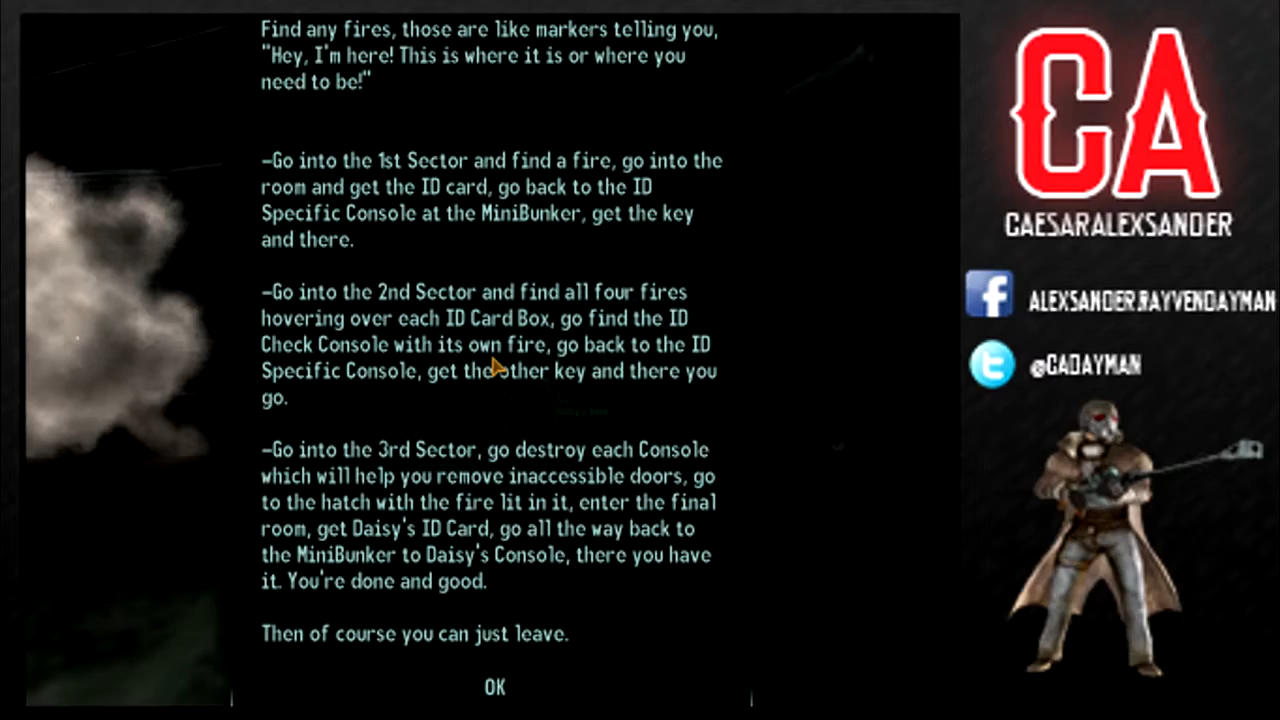 Find any fires, those are like markers telling you,
"Hey, I'm here! This is where it is or where you
need to be!"
-Go into the 1st Sector and find a fire, go into the
room and get the ID card, go back to the ID
Specific Console at the MiniBunker, get the key
and there.
-Go into the 2nd Sector and find all four fires
hovering over each ID Card Box, go find the ID
Check Console with its own fire, go back to the ID
Specific Console, get the other key and there you
go.
-Go into the 3rd Sector, go destroy each Console
which will help you remove inaccessible doors, go
to the hatch with the fire lit in it, enter the final
room, get Daisy's ID Card, go all the way back to
the MiniBunker to Daisy's Console, there you have
it. You're done and good.
Then of course you can just leave.
OK
CA
CAESARALEXSANDER
ALEXSANDER.RAYVENDAYMAN
@CADAYMAN